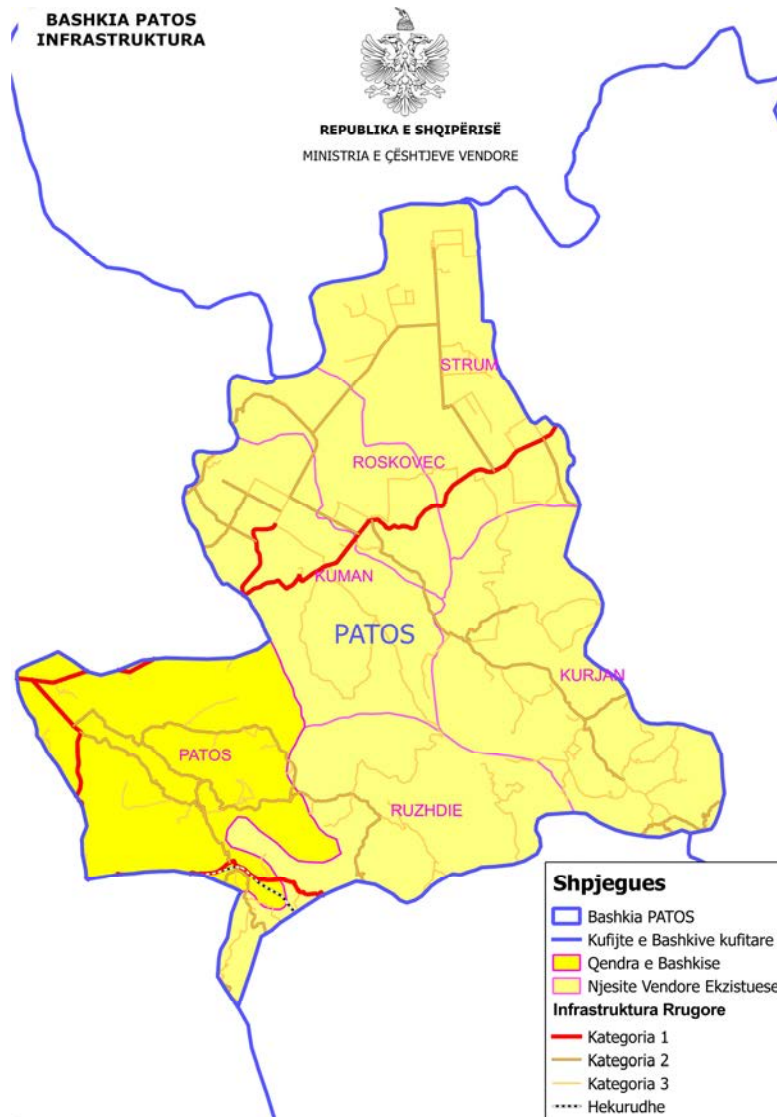 BASHKIA PATOS
INFRASTRUKTURA
REPUBLIKA E SHQIPËRISË
MINISTRIA E ÇËSHTJEVE VENDORE
STRUM
ROSKOVEC
KUMAN
PATOS
KURJAN
PATOS
RUZHDIE
Shpjegues
Bashkia PATOS
Kufijte e Bashkive kufitare
Qendra e Bashkise
Njesite Vendore Ekzistuese
Infrastruktura Rrugore
Kategoria 1
Kategoria 2
Kategoria 3
Hekurudhe